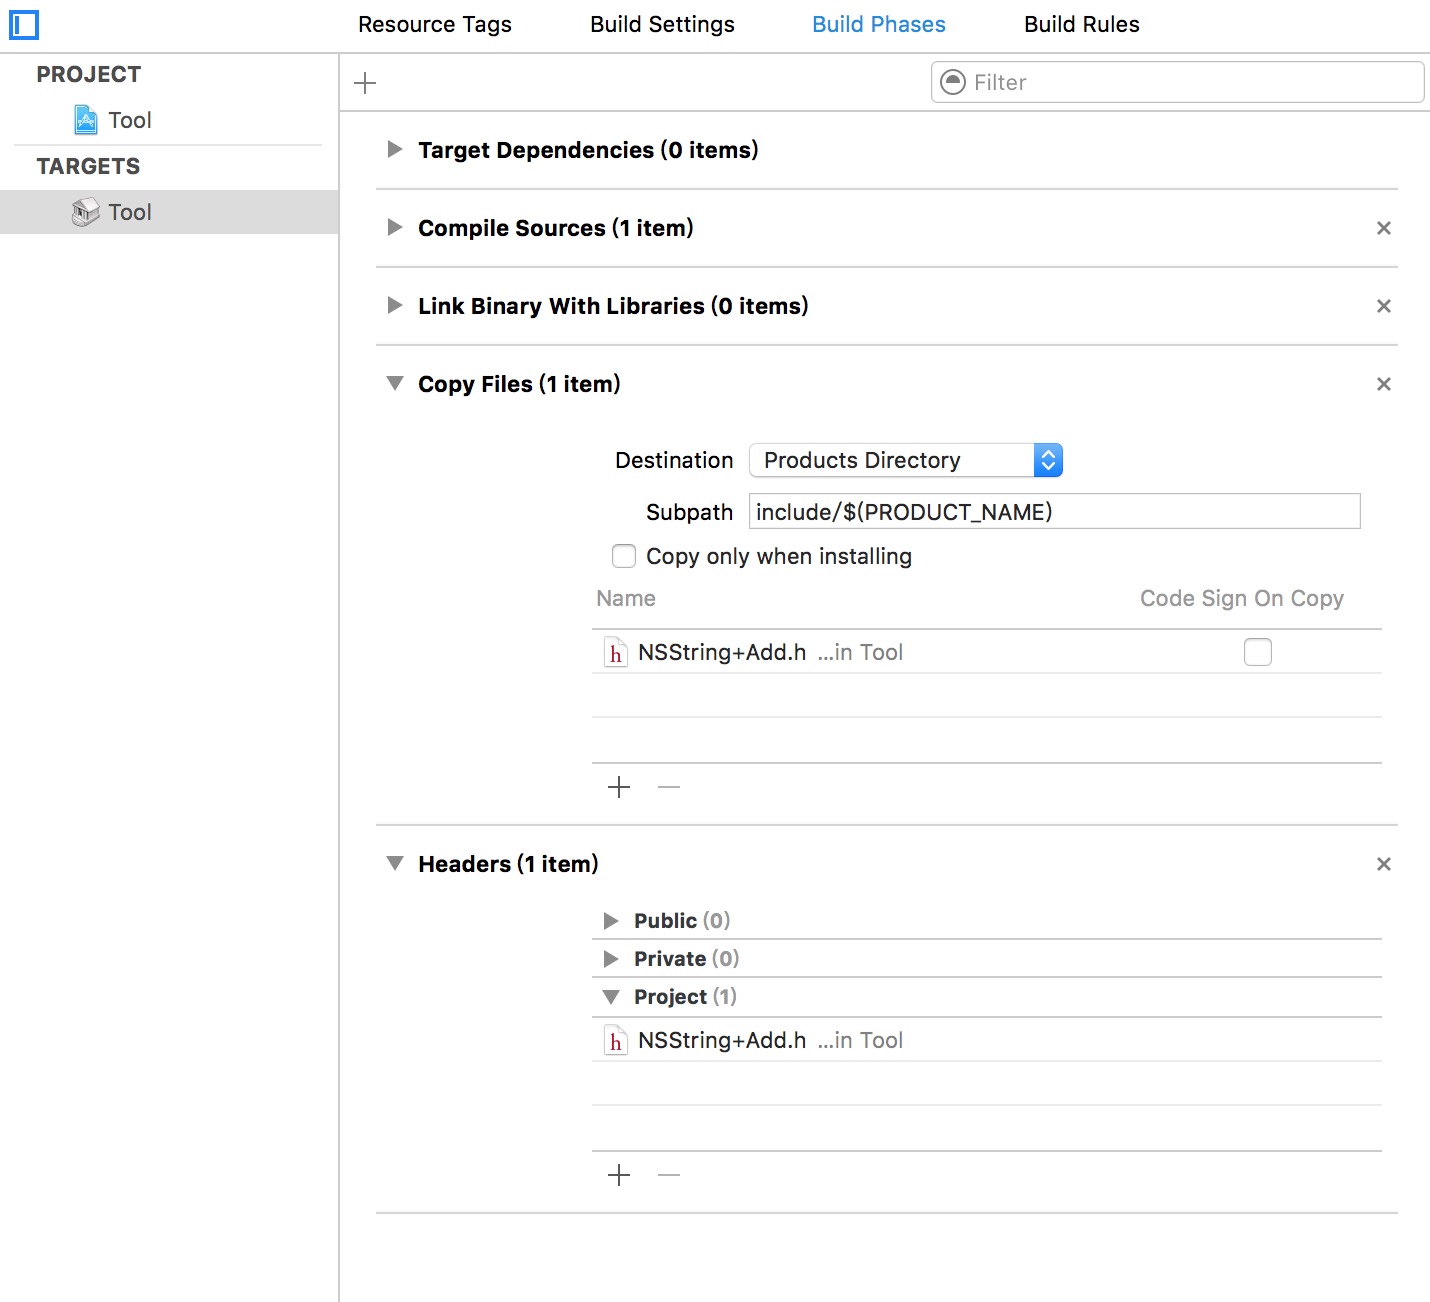 Resource Tags Build Settings Build Phases Build Rules
PROJECT
Tool
TARGETS
Tool
Filter
Target Dependencies (0 items)
Compile Sources (1 item)
Link Binary With Libraries (0 items)
Copy Files (1 item)
Destination Products Directory
Subpath include/$(PRODUCT_NAME)
Copy only when installing
Name Code Sign On Copy
h NSString+Add.h ...in Tool
Headers (1 item)
Public (0)
Private (0)
Project (1)
h NSString+Add.h ...in Tool